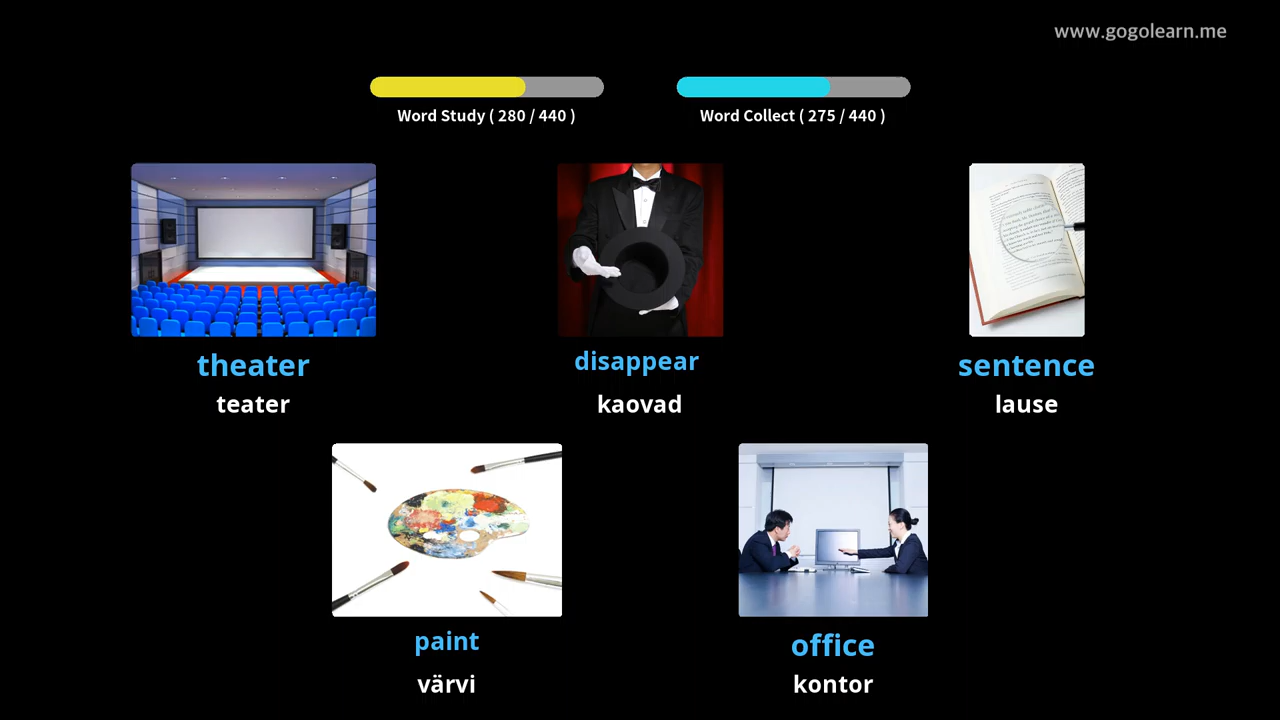 www.gogolearn.me
Word Study ( 280 / 440 )
Word Collect ( 275 / 440 )
theater
teater
disappear
kaovad
sentence
lause
paint
värvi
office
kontor